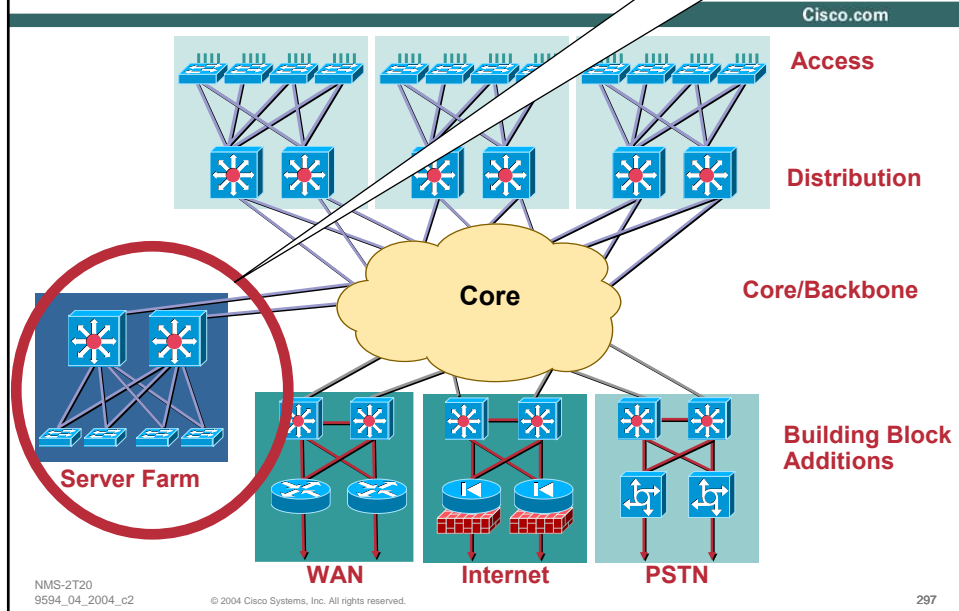 Cisco.com
Access
Distribution
Core
Core/Backbone
Server Farm
Building Block
Additions
WAN
Internet
PSTN
NMS-2T20
9594_04_2004_c2
© 2004 Cisco Systems, Inc. All rights reserved.
297